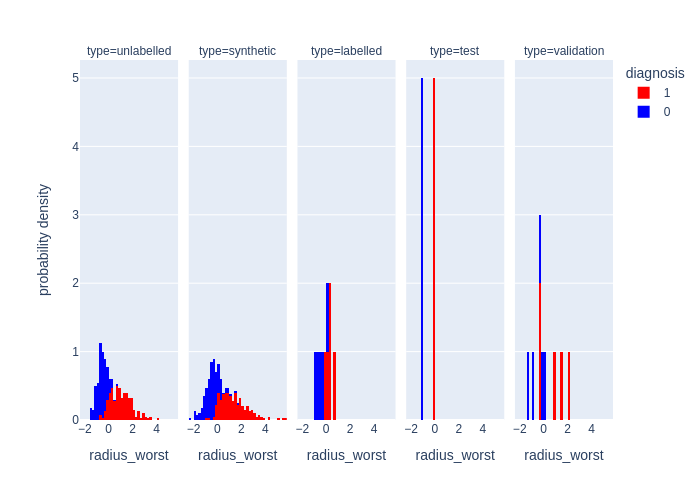 type=unlabelled type=synthetic type=labelled type=test type=validation
diagnosis
1
0
5
4
3
2
1
0
probability density
−2 0 2 4 −2 0 2 4 −2 0 2 4 −2 0 2 4 −2 0 2 4
radius_worst radius_worst radius_worst radius_worst radius_worst